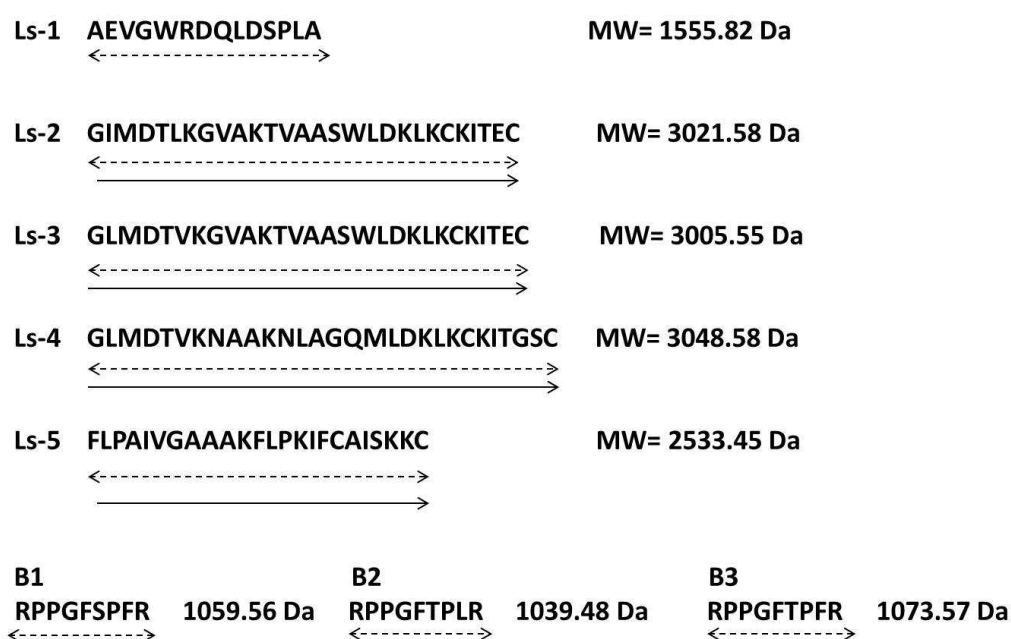 Ls-1 AEVGWRDQLDSPLA MW= 1555.82 Da
Ls-2 GIMDTLKGVAKTVAASWLDKLKCKITEC MW= 3021.58 Da
Ls-3 GLMDTVKGVAKTVAASWLDKLKCKITEC MW= 3005.55 Da
Ls-4 GLMDTVKNAAKNLAGQMLDKLKCKITGSC MW= 3048.58 Da
Ls-5 FLPAIVGAAAKFLPKIFCAISKKC MW= 2533.45 Da
B1 B2 B3
RPPGFSPFR 1059.56 Da RPPGFTPLR 1039.48 Da RPPGFTPFR 1073.57 Da